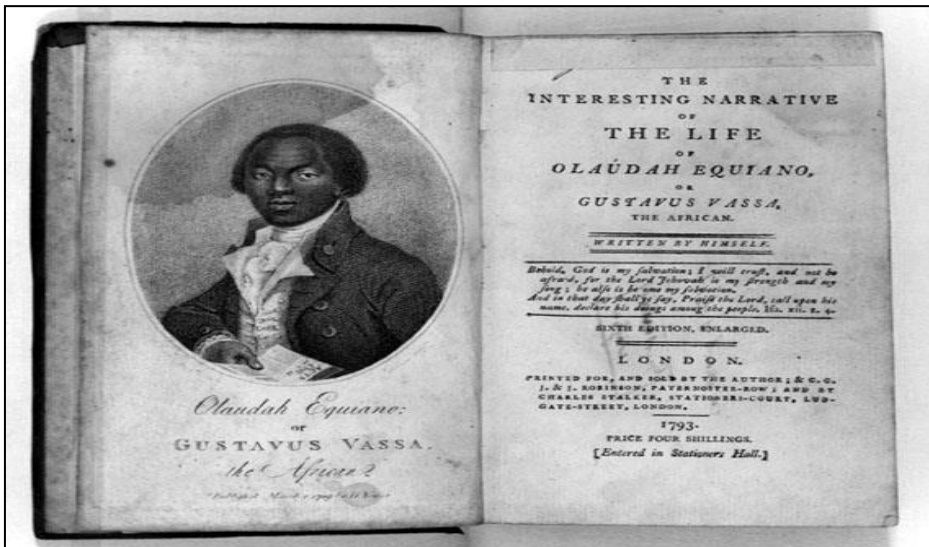 Olaudah Equiano;
or
GUSTAVUS VASSA,
the African
Published March 1 1789 by
THE
INTERESTING NARRATIVE
OF
THE LIFE
OF
OLAÚDAH EQUIANO,
OR
GUSTAVUS VASSA,
THE AFRICAN.
WRITTEN BY HIMSELF.
Behold, God is my salvation; I will trust, and not be
afraid, for the Lord Jehovah is my strength and my
song; he also is become my salvation.
And in that day shall ye say, Praise the Lord, call upon his
name, declare his doings among the people. Isa. xii. 2. 4.
SIXTH EDITION, ENLARGED.
LONDON.
PRINTED FOR, AND SOLD BY THE AUTHOR; & C. G.
J. & J. ROBINSON, PATERNOSTER-ROW; AND BY
CHARLES STALKER, STATIONERS-COURT, LUD-
GATE-STREET, LONDON.
1793.
PRICE FOUR SHILLINGS.
[Entered in Stationers Hall.]